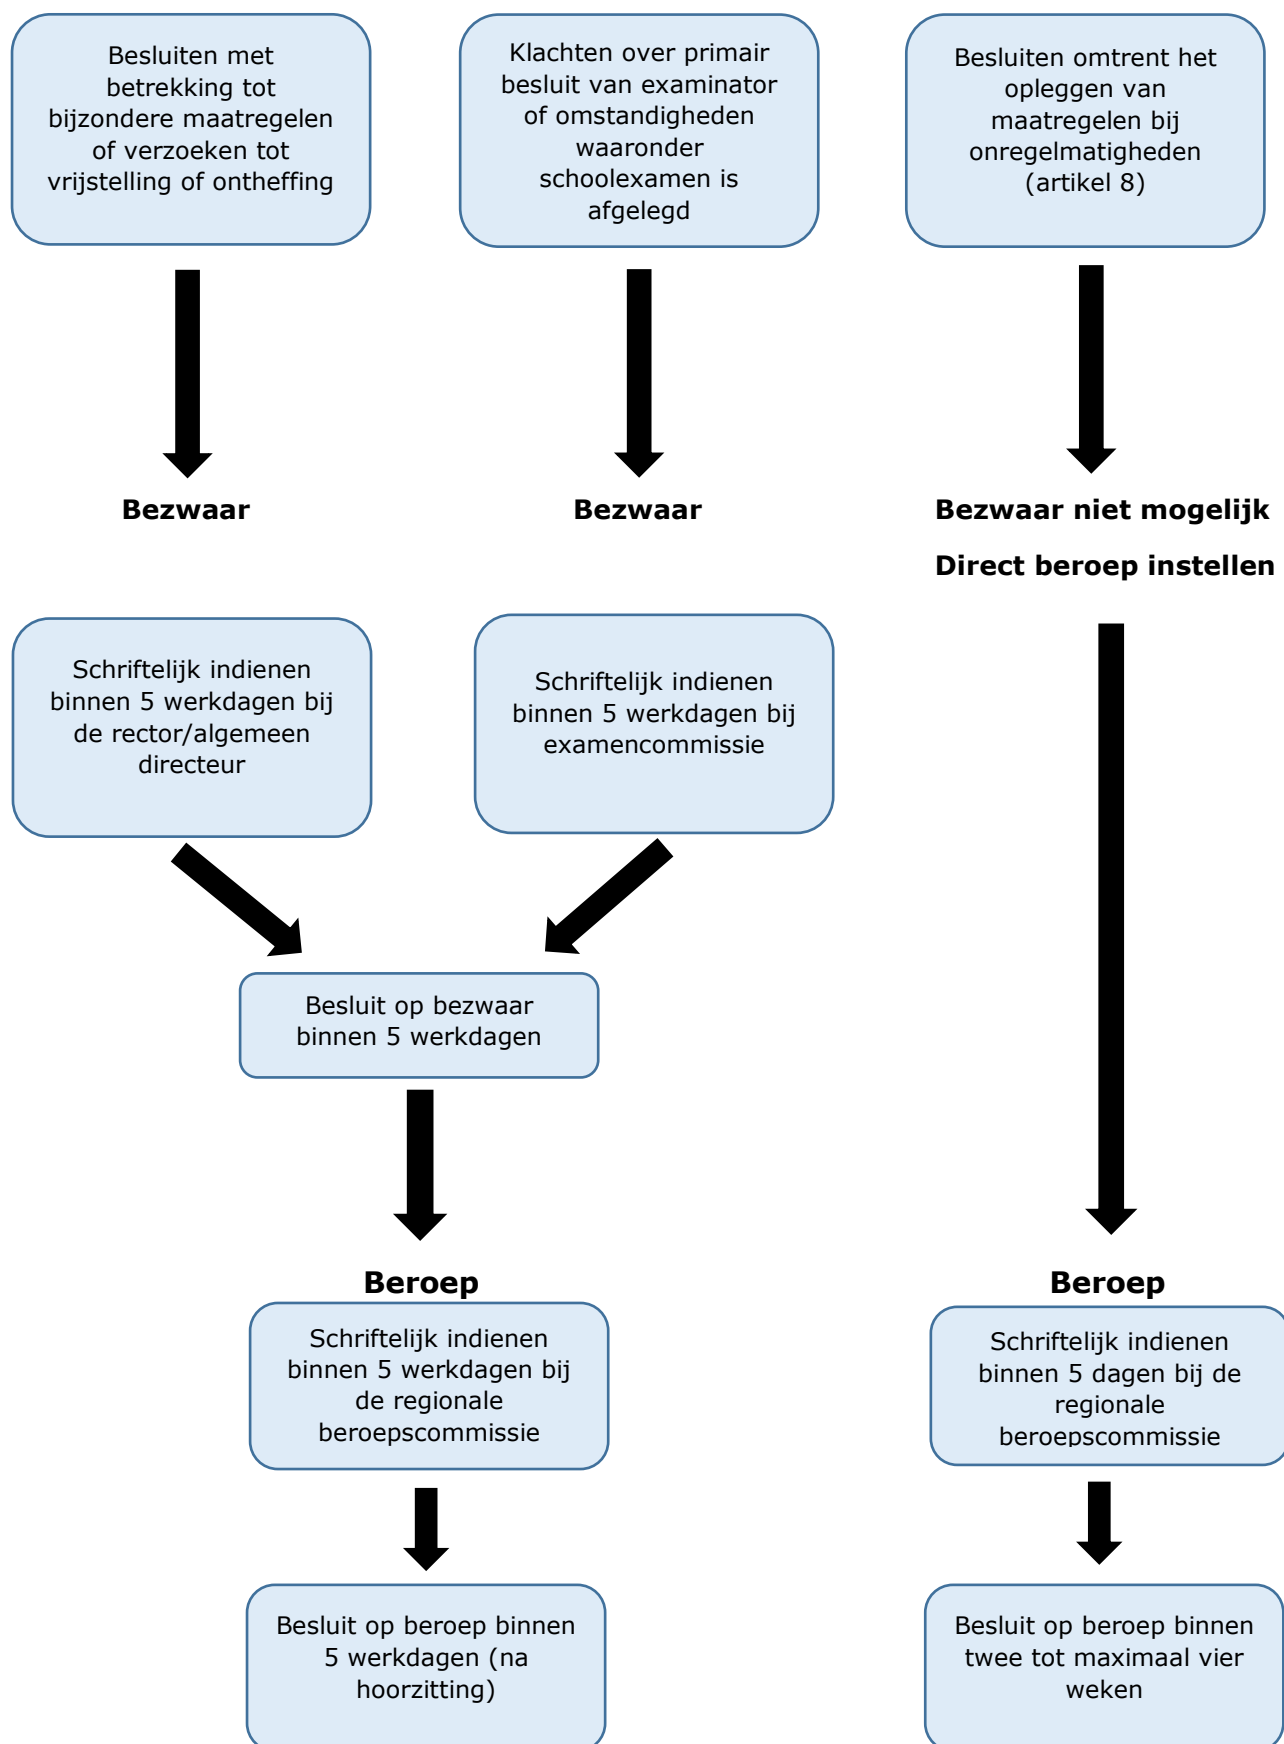 Besluiten met
betrekking tot
bijzondere maatregelen
of verzoeken tot
vrijstelling of ontheffing
Klachten over primair
besluit van examinator
of omstandigheden
waaronder
schoolexamen is
afgelegd
Besluiten omtrent het
opleggen van
maatregelen bij
onregelmatigheden
(artikel 8)
Bezwaar
Bezwaar
Bezwaar niet mogelijk
Direct beroep instellen
Schriftelijk indienen
binnen 5 werkdagen bij
de rector/algemeen
directeur
Schriftelijk indienen
binnen 5 werkdagen bij
examencommissie
Besluit op bezwaar
binnen 5 werkdagen
Beroep
Schriftelijk indienen
binnen 5 werkdagen bij
de regionale
beroepscommissie
Beroep
Schriftelijk indienen
binnen 5 dagen bij de
regionale
beroepscommissie
Besluit op beroep binnen
5 werkdagen (na
hoorzitting)
Besluit op beroep binnen
twee tot maximaal vier
weken